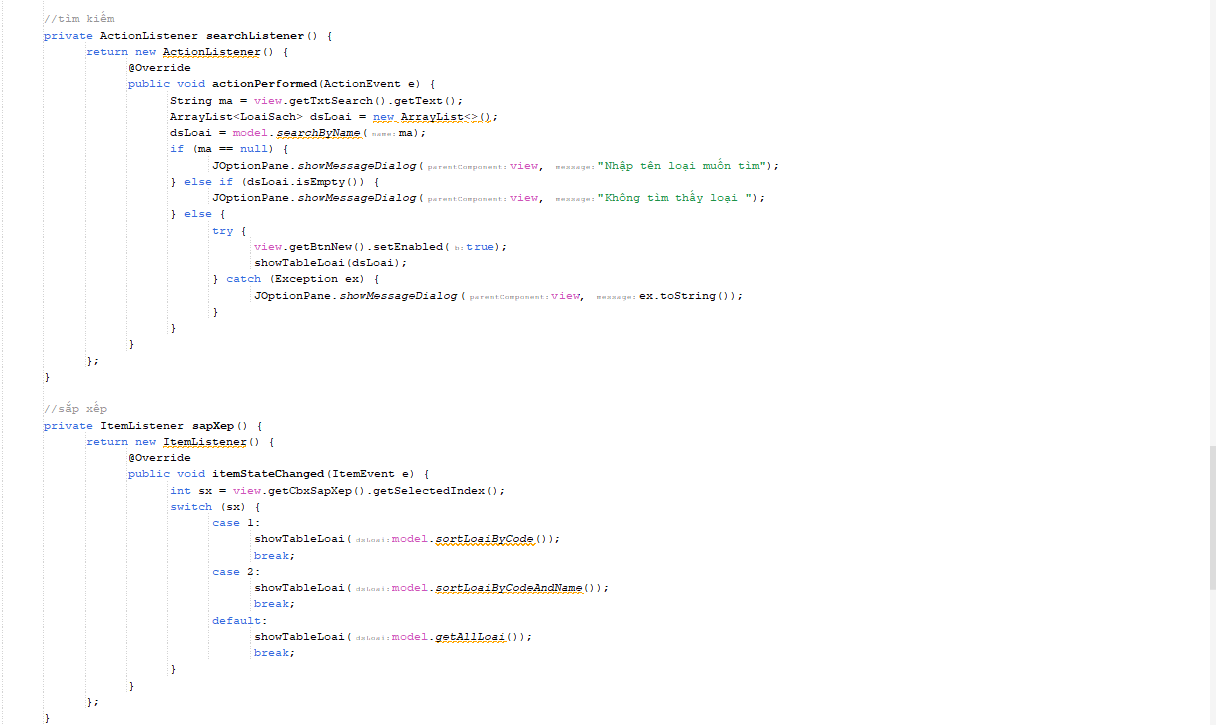 //tìm kiếm
private ActionListener searchListener() {
return new ActionListener() {
@Override
public void actionPerformed(ActionEvent e) {
String ma = view.getTxtSearch().getText();
ArrayList<LoaiSach> dsLoai = new ArrayList<>();
dsLoai = model.searchByName( name: ma);
if (ma == null) {
JOptionPane.showMessageDialog( parentComponent: view, message: "Nhập tên loại muốn tìm");
} else if (dsLoai.isEmpty()) {
JOptionPane.showMessageDialog( parentComponent: view, message: "Không tìm thấy loại ");
} else {
try {
view.getBtnNew().setEnabled( b: true);
showTableLoai(dsLoai);
} catch (Exception ex) {
JOptionPane.showMessageDialog( parentComponent: view, message: ex.toString());
}
}
}
};
}
//sắp xếp
private ItemListener sapXep() {
return new ItemListener() {
@Override
public void itemStateChanged(ItemEvent e) {
int sx = view.getCbxSapXep().getSelectedIndex();
switch (sx) {
case 1:
showTableLoai( dsLoai: model.sortLoaiByCode());
break;
case 2:
showTableLoai( dsLoai: model.sortLoaiByCodeAndName());
break;
default:
showTableLoai( dsLoai: model.getAllLoai());
break;
}
}
};
}